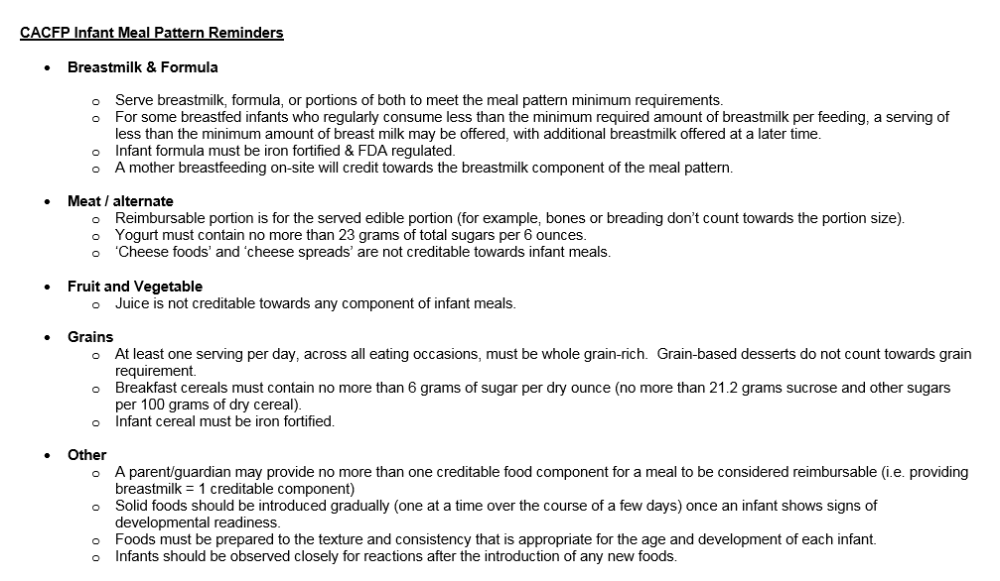 CACFP Infant Meal Pattern Reminders
• Breastmilk & Formula
o Serve breastmilk, formula, or portions of both to meet the meal pattern minimum requirements.
o For some breastfed infants who regularly consume less than the minimum required amount of breastmilk per feeding, a serving of
less than the minimum amount of breast milk may be offered, with additional breastmilk offered at a later time.
o Infant formula must be iron fortified & FDA regulated.
o A mother breastfeeding on-site will credit towards the breastmilk component of the meal pattern.
• Meat / alternate
o Reimbursable portion is for the served edible portion (for example, bones or breading don’t count towards the portion size).
o Yogurt must contain no more than 23 grams of total sugars per 6 ounces.
o ‘Cheese foods’ and ‘cheese spreads’ are not creditable towards infant meals.
• Fruit and Vegetable
o Juice is not creditable towards any component of infant meals.
• Grains
o At least one serving per day, across all eating occasions, must be whole grain-rich.  Grain-based desserts do not count towards grain
requirement.
o Breakfast cereals must contain no more than 6 grams of sugar per dry ounce (no more than 21.2 grams sucrose and other sugars
per 100 grams of dry cereal).
o Infant cereal must be iron fortified.
• Other
o A parent/guardian may provide no more than one creditable food component for a meal to be considered reimbursable (i.e. providing
breastmilk = 1 creditable component)
o Solid foods should be introduced gradually (one at a time over the course of a few days) once an infant shows signs of
developmental readiness.
o Foods must be prepared to the texture and consistency that is appropriate for the age and development of each infant.
o Infants should be observed closely for reactions after the introduction of any new foods.